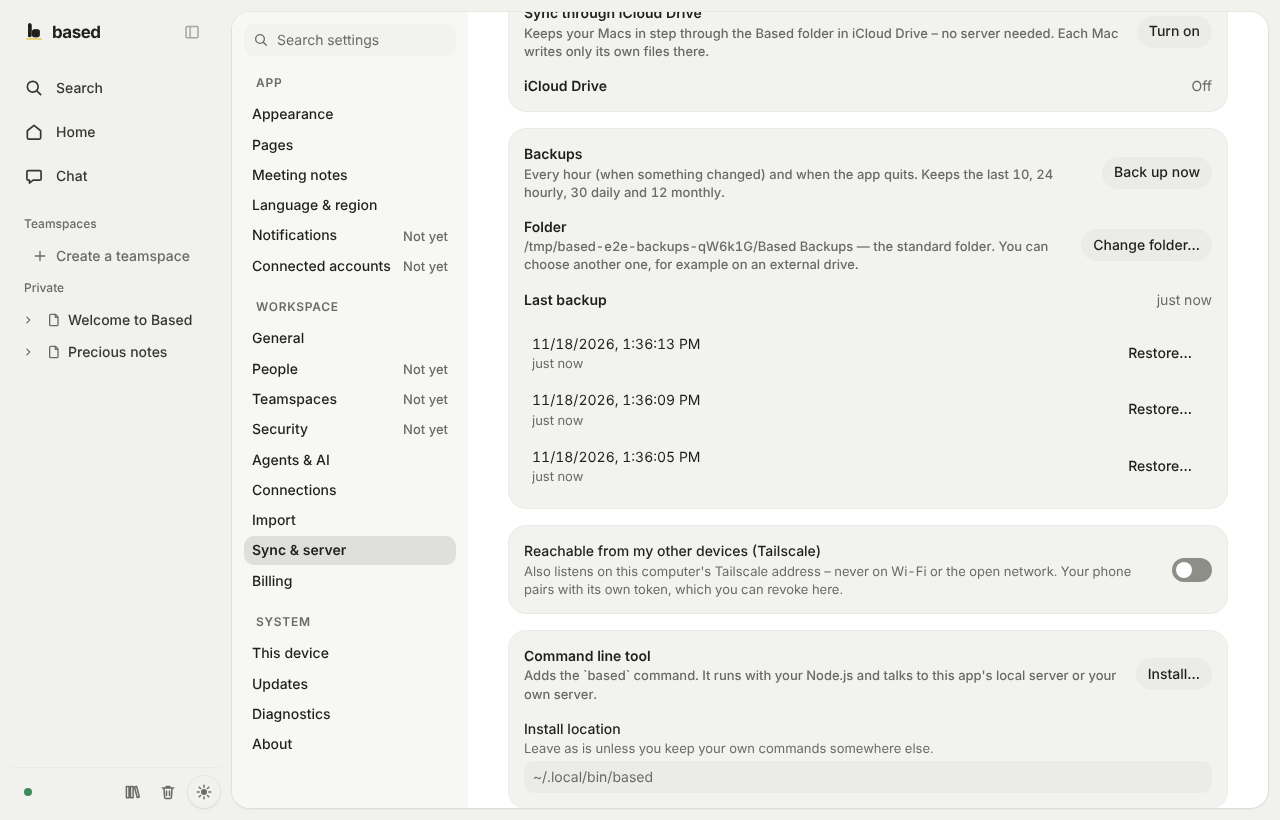 based
Search
Home
Chat
Teamspaces
Create a teamspace
Private
Welcome to Based
Precious notes
Search settings
APP
Appearance
Pages
Meeting notes
Language & region
Notifications Not yet
Connected accounts Not yet
WORKSPACE
General
People Not yet
Teamspaces Not yet
Security Not yet
Agents & AI
Connections
Import
Sync & server
Billing
SYSTEM
This device
Updates
Diagnostics
About
Sync through iCloud Drive
Keeps your Macs in step through the Based folder in iCloud Drive – no server needed. Each Mac
writes only its own files there.
Turn on
iCloud Drive Off
Backups
Every hour (when something changed) and when the app quits. Keeps the last 10, 24
hourly, 30 daily and 12 monthly.
Back up now
Folder
/tmp/based-e2e-backups-qW6k1G/Based Backups — the standard folder. You can
choose another one, for example on an external drive.
Change folder...
Last backup just now
11/18/2026, 1:36:13 PM
just now
Restore...
11/18/2026, 1:36:09 PM
just now
Restore...
11/18/2026, 1:36:05 PM
just now
Restore...
Reachable from my other devices (Tailscale)
Also listens on this computer's Tailscale address – never on Wi-Fi or the open network. Your phone
pairs with its own token, which you can revoke here.
Command line tool
Adds the `based` command. It runs with your Node.js and talks to this app's local server or your
own server.
Install...
Install location
Leave as is unless you keep your own commands somewhere else.
~/.local/bin/based